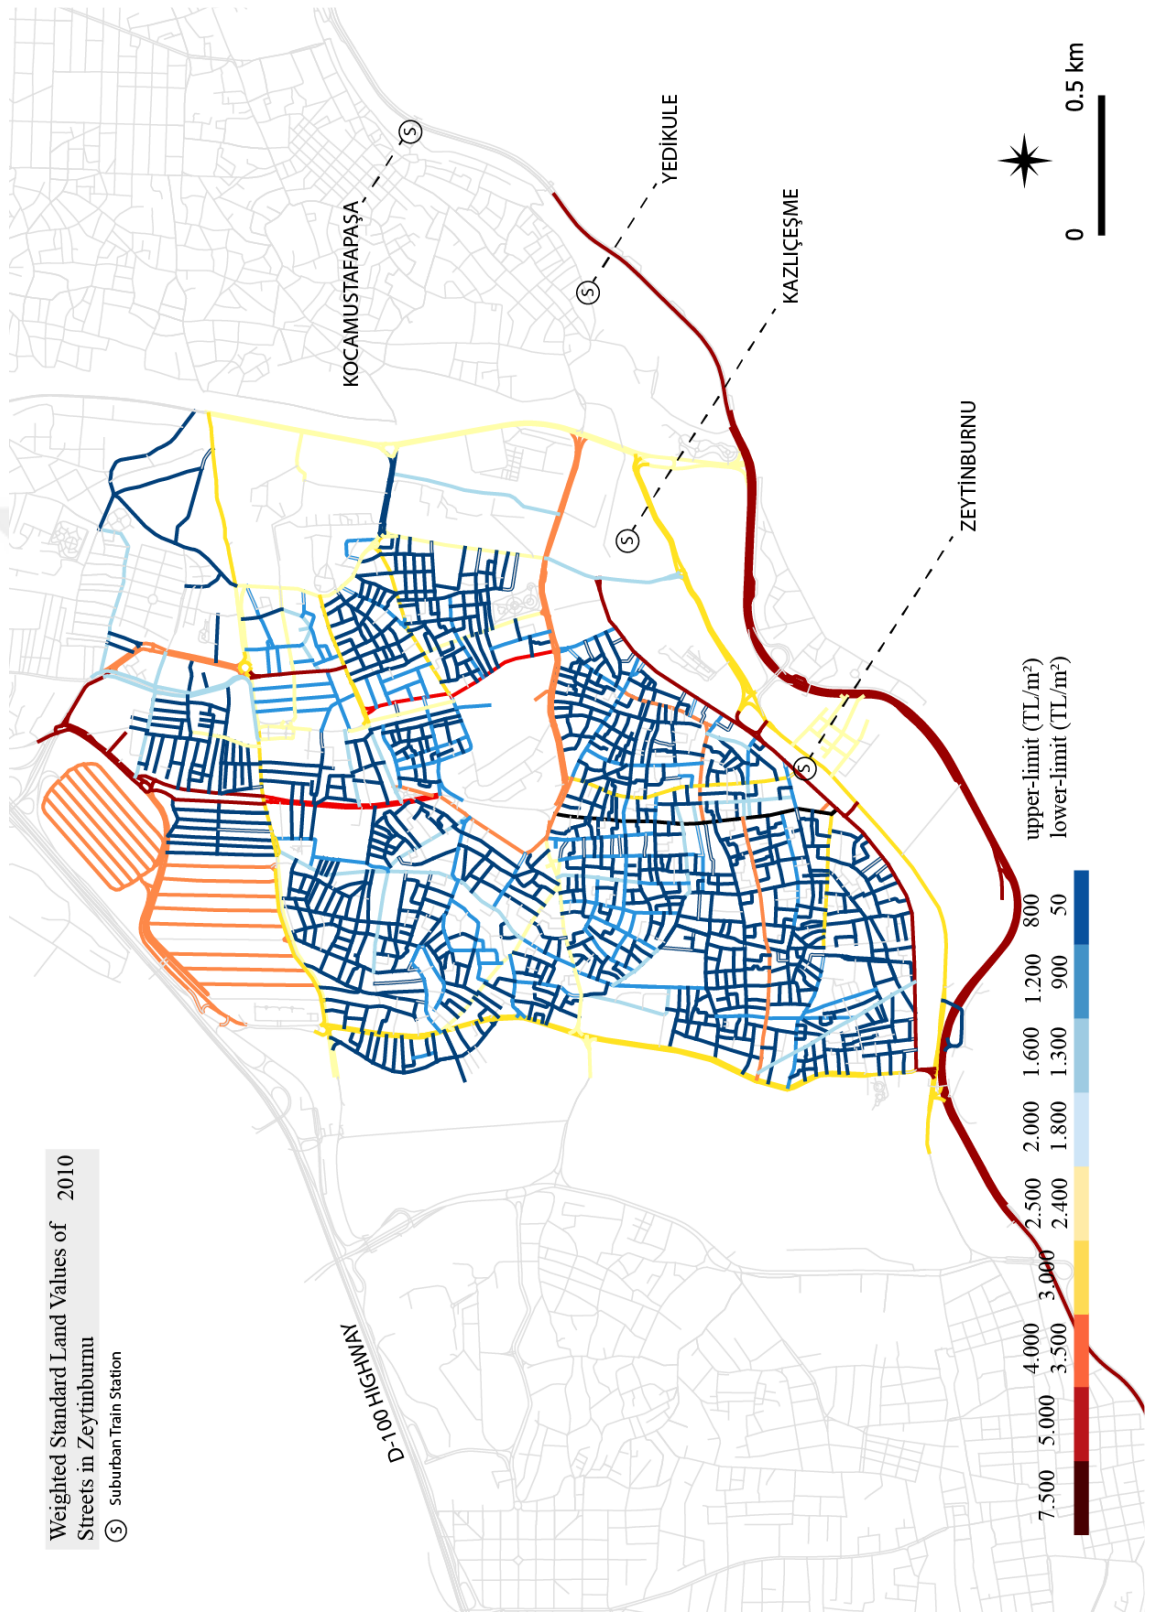 Weighted Standard Land Values of 2010
Streets in Zeytinburnu
S Suburban Train Station
D-100 HIGHWAY
KOCAMUSTAFAPAŞA
S
YEDİKULE
S
KAZLIÇEŞME
S
ZEYTİNBURNU
S
0 0.5 km
7.500 5.000 4.000 3.000 2.500 2.000 1.600 1.200 800 upper-limit (TL/m²)
3.500 2.400 1.800 1.300 900 50 lower-limit (TL/m²)